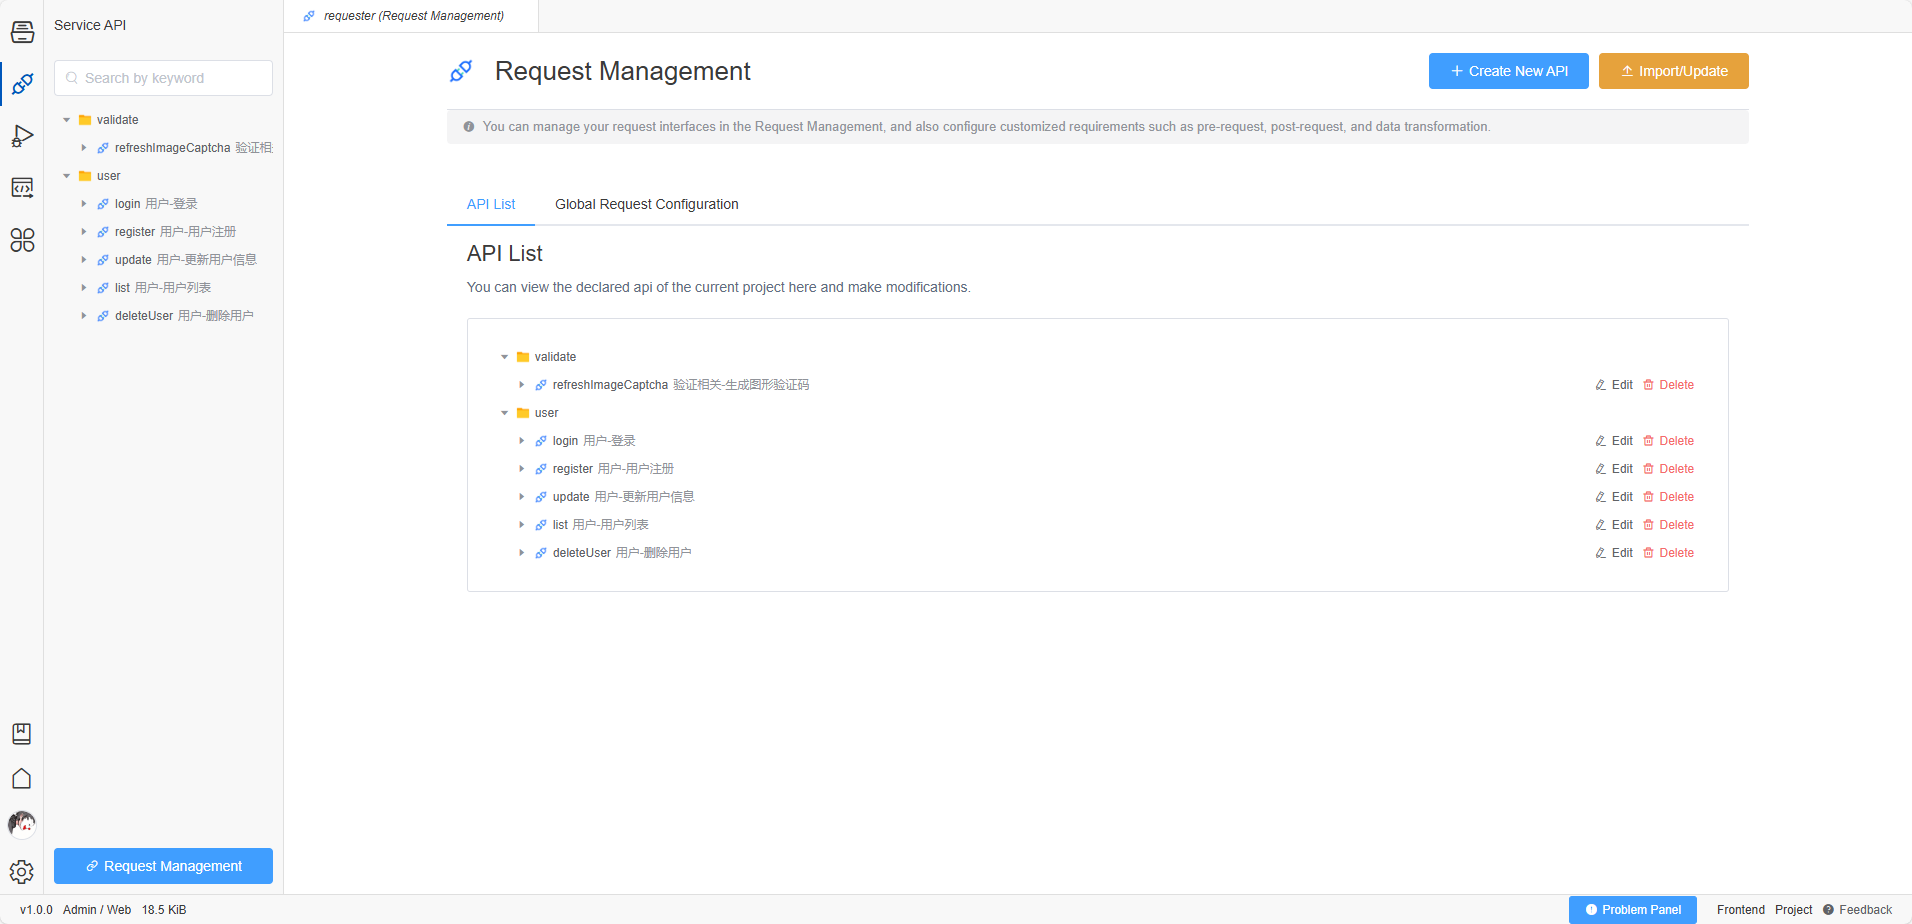 Service API
Search by keyword
validate
refreshImageCaptcha 验证相
user
login 用户-登录
register 用户-用户注册
update 用户-更新用户信息
list 用户-用户列表
deleteUser 用户-删除用户
Request Management
requester (Request Management)
Request Management
Create New API
Import/Update
You can manage your request interfaces in the Request Management, and also configure customized requirements such as pre-request, post-request, and data transformation.
API List
Global Request Configuration
API List
You can view the declared api of the current project here and make modifications.
validate
refreshImageCaptcha 验证相关-生成图形验证码 Edit Delete
user
login 用户-登录 Edit Delete
register 用户-用户注册 Edit Delete
update 用户-更新用户信息 Edit Delete
list 用户-用户列表 Edit Delete
deleteUser 用户-删除用户 Edit Delete
v1.0.0 Admin / Web 18.5 KiB
Problem Panel
Frontend Project Feedback